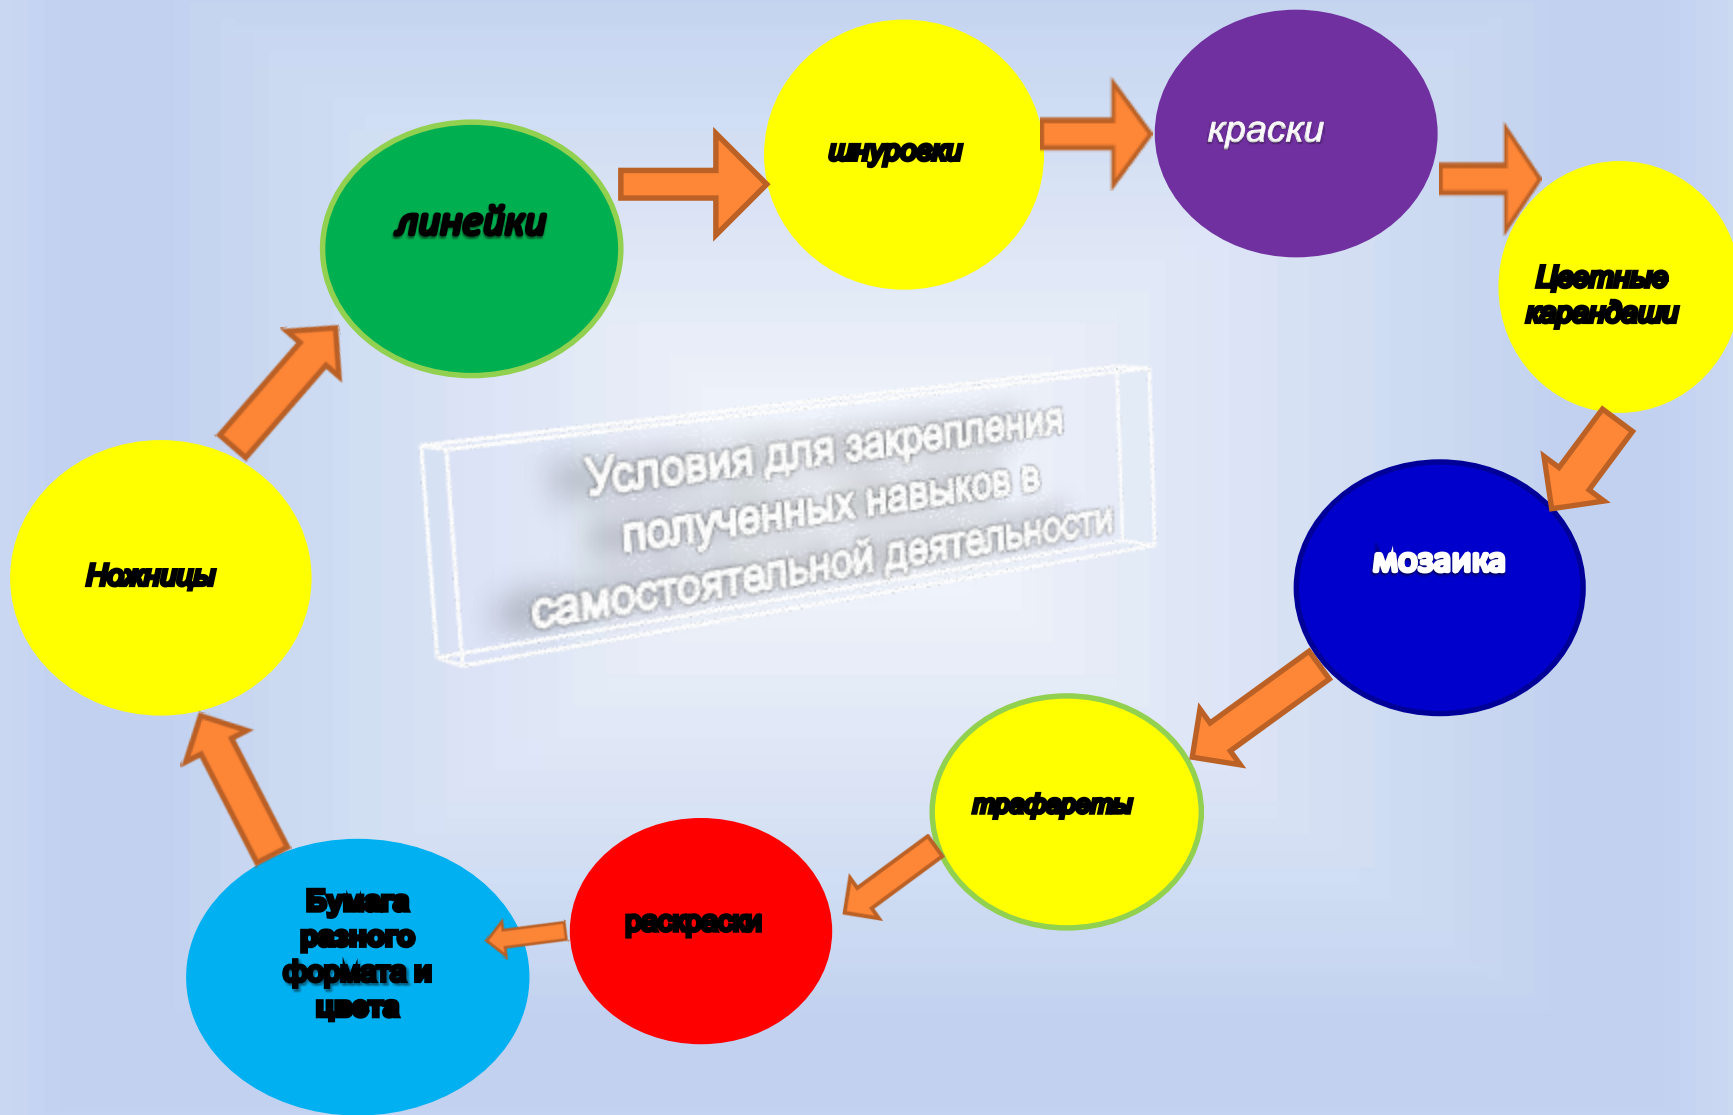 шнуровки
краски
линейки
Цветные
карандаши
Условия для закрепления
полученных навыков в
самостоятельной деятельности
Ножницы
мозаика
трафареты
раскраски
Бумага
разного
формата и
цвета